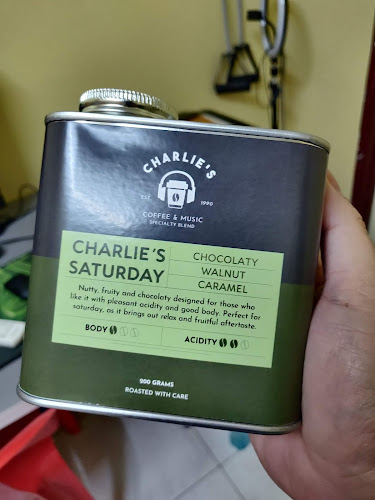 CHARLIE'S
EST. 1990
COFFEE & MUSIC
SPECIALTY BLEND
CHARLIE'S
SATURDAY
CHOCOLATY
WALNUT
CARAMEL
Nutty, fruity and chocolaty designed for those who
like it with pleasant acidity and good body. Perfect for
saturday, as it brings out relax and fruitful aftertaste.
BODY
ACIDITY
200 GRAMS
ROASTED WITH CARE